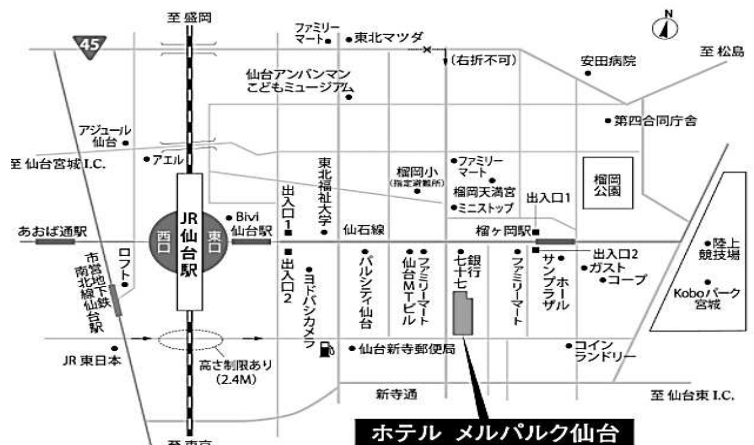 至 盛岡
45
ファミリー
マート
東北マツダ
(右折不可)
N
至 松島
安田病院
仙台アンパンマン
こどもミュージアム
第四合同庁舎
アジュール
仙台
至 仙台宮城 I.C.
アエル
東北福祉大学
榴岡小
(指定避難所)
ファミリー
マート
榴岡天満宮
ミニストップ
榴岡
公園
出入口1
出入口1
Bivi
あおば通駅
西口
JR仙台駅
東口
仙台駅
仙石線
榴ヶ岡駅
陸上
競技場
ロフト
市営地下鉄
南北線仙台駅
出入口2
ヨドバシカメラ
パルシティ仙台
仙台MTビル
ファミリーマート
七十七
銀行
ファミリーマート
サンプラザ
ホール
出入口2
ガスト
コープ
Koboパーク
宮城
JR 東日本
高さ制限あり
(2.4M)
仙台新寺郵便局
コイン
ランドリー
新寺通
至 仙台東 I.C.
至 東京
ホテル メルパルク仙台